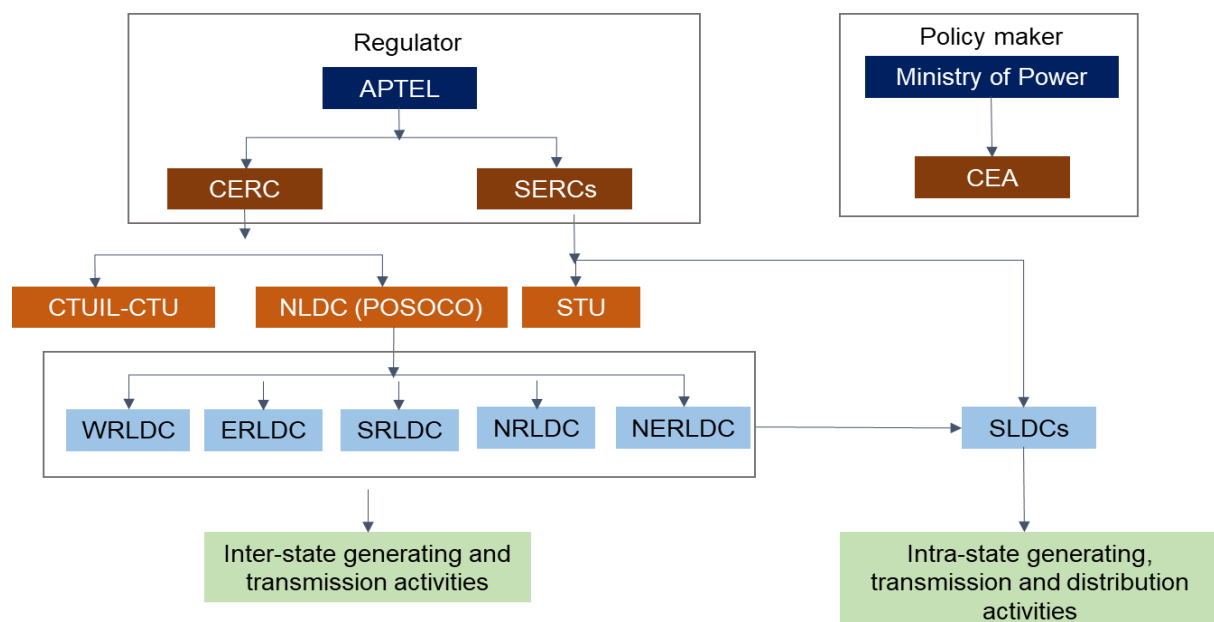 Regulator
APTEL
CERC
SERCs
Policy maker
Ministry of Power
CEA
CTUIL-CTU
NLDC (POSOCO)
STU
WRLDC
ERLDC
SRLDC
NRLDC
NERLDC
SLDCs
Inter-state generating and
transmission activities
Intra-state generating,
transmission and distribution
activities